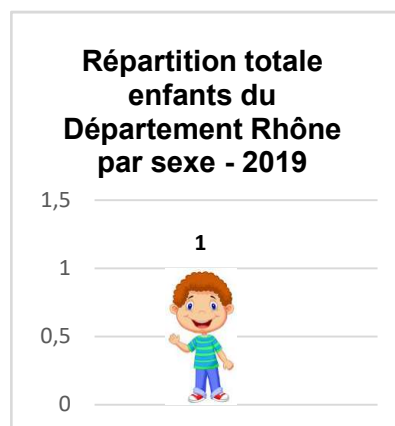 Répartition totale
enfants du
Département Rhône
par sexe - 2019
1,5
1
1
0,5
0